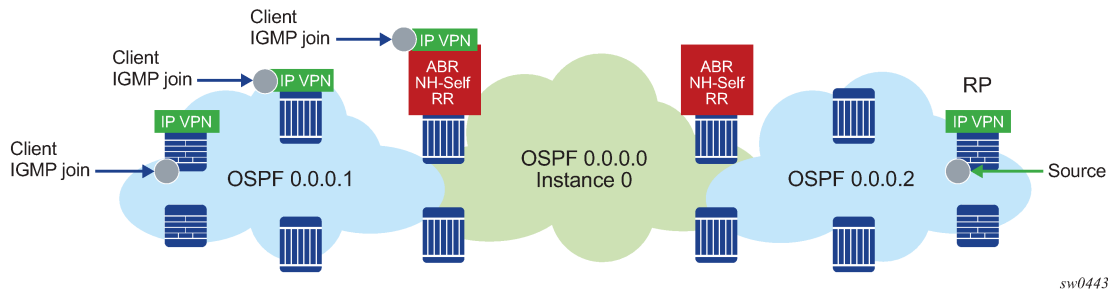 Client
IGMP join
IP VPN
Client
IGMP join
IP VPN
ABR
NH-Self
RR
ABR
NH-Self
RR
RP
IP VPN
IP VPN
Client
IGMP join
OSPF 0.0.0.1
OSPF 0.0.0.0
Instance 0
OSPF 0.0.0.2
Source
sw0443